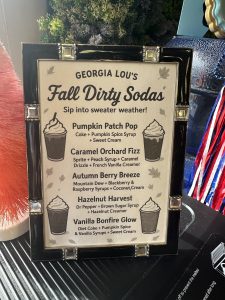 GEORGIA LOU'S
Fall Dirty Sodas
Sip into sweater weather!
Pumpkin Patch Pop
Coke + Pumpkin Spice Syrup
+ Sweet Cream
Caramel Orchard Fizz
Sprite + Peach Syrup + Caramel
Drizzle + French Vanilla Creamer
Autumn Berry Breeze
Mountain Dew + Blackberry &
Raspberry Syrups + Coconut Cream
Hazelnut Harvest
Dr Pepper + Brown Sugar Syrup
+ Hazelnut Creamer
Vanilla Bonfire Glow
Diet Coke + Pumpkin Spice
& Vanilla Syrups + Sweet Cream